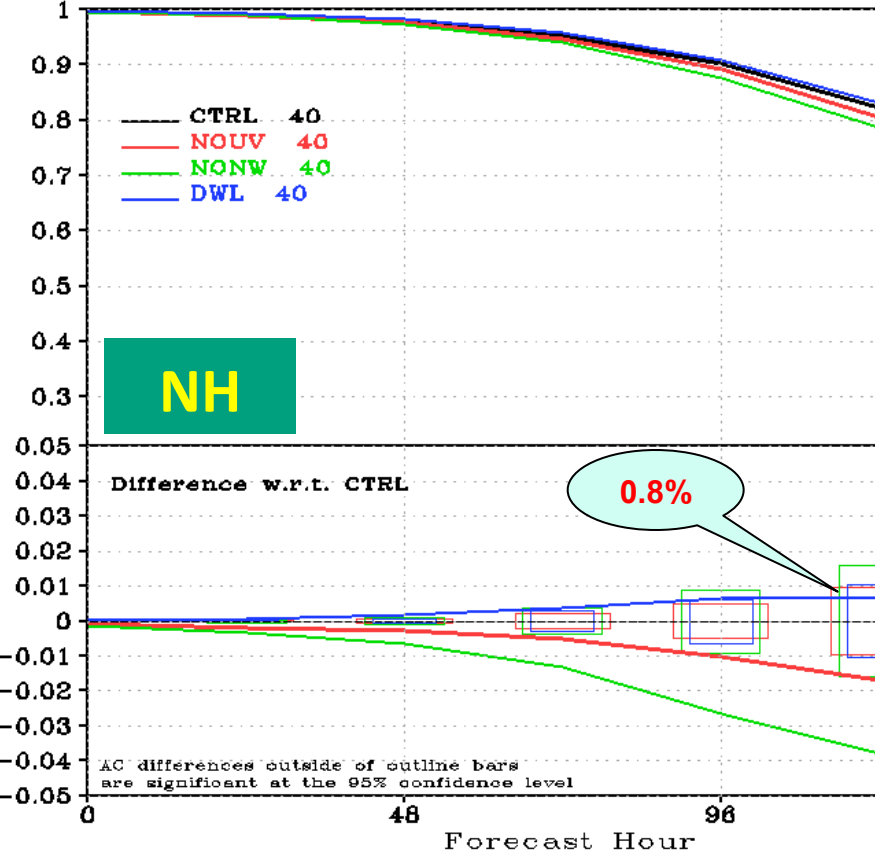 1
0.9
0.8
CTRL 40
NOUV 40
NONW 40
DWL 40
0.7
0.6
0.5
0.4
NH
0.3
0.05
0.04
Difference w.r.t. CTRL
0.8%
0.03
0.02
0.01
0
-0.01
-0.02
-0.03
-0.04
AC differences outside of outline bars
are significant at the 95% confidence level
-0.05
0 48 96
Forecast Hour